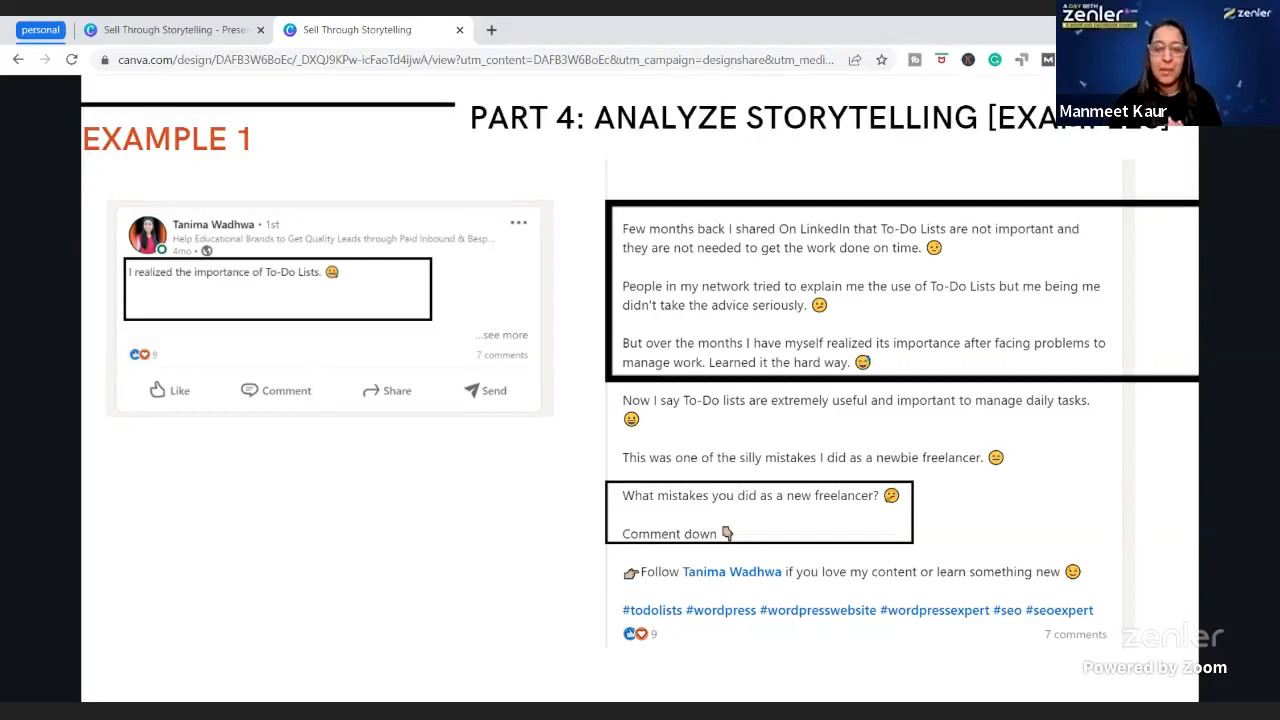 personal
Sell Through Storytelling - Prese
Sell Through Storytelling
canva.com/design/DAFB3W6BoEc/_DXQJ9KPw-icFaoTd4ijwA/view?utm_content=DAFB3W6BoEc&utm_campaign=designshare&utm_medi...
A DAY WITH
zenler
zenler
Manmeet Kaur
PART 4: ANALYZE STORYTELLING [EXA
EXAMPLE 1
Tanima Wadhwa • 1st
Help Educational Brands to Get Quality Leads through Paid Inbound & Besp...
4mo •
I realized the importance of To-Do Lists. 😀
...see more
9
7 comments
Like
Comment
Share
Send
Few months back I shared On LinkedIn that To-Do Lists are not important and
they are not needed to get the work done on time. 😐
People in my network tried to explain me the use of To-Do Lists but me being me
didn't take the advice seriously. 😕
But over the months I have myself realized its importance after facing problems to
manage work. Learned it the hard way. 😅
Now I say To-Do lists are extremely useful and important to manage daily tasks.
😀
This was one of the silly mistakes I did as a newbie freelancer. 😑
What mistakes you did as a new freelancer? 🤔
Comment down 👇
👉Follow Tanima Wadhwa if you love my content or learn something new 😉
#todolists #wordpress #wordpresswebsite #wordpressexpert #seo #seoexpert
9
7 comments
zenler
Powered by Zoom